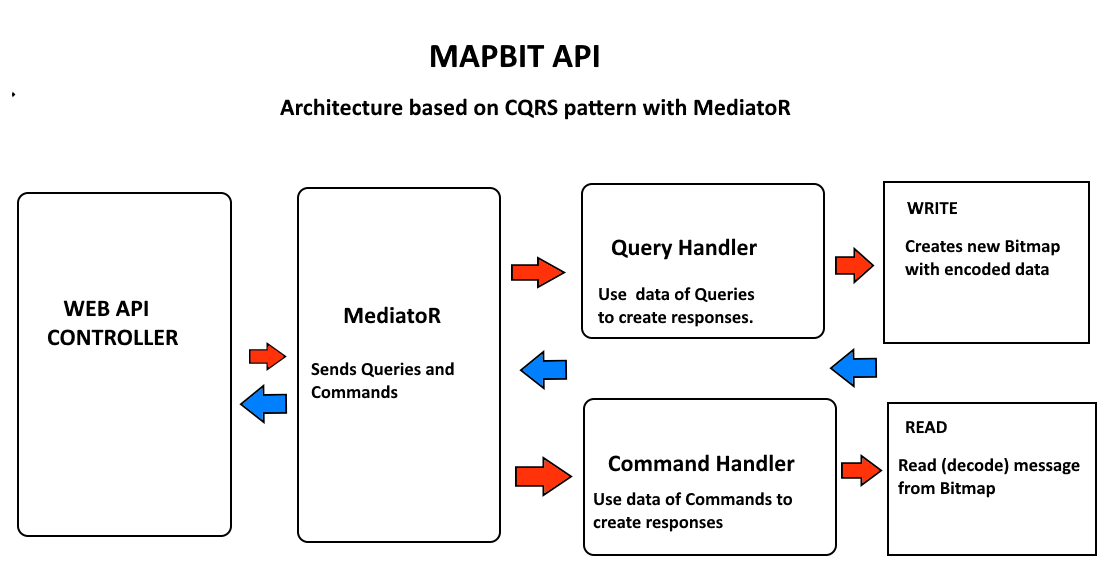 MAPBIT API
Architecture based on CQRS pattern with MediatoR
WEB API
CONTROLLER
MediatoR
Sends Queries and
Commands
Query Handler
Use data of Queries
to create responses.
WRITE
Creates new Bitmap
with encoded data
Command Handler
Use data of Commands to
create responses
READ
Read (decode) message
from Bitmap